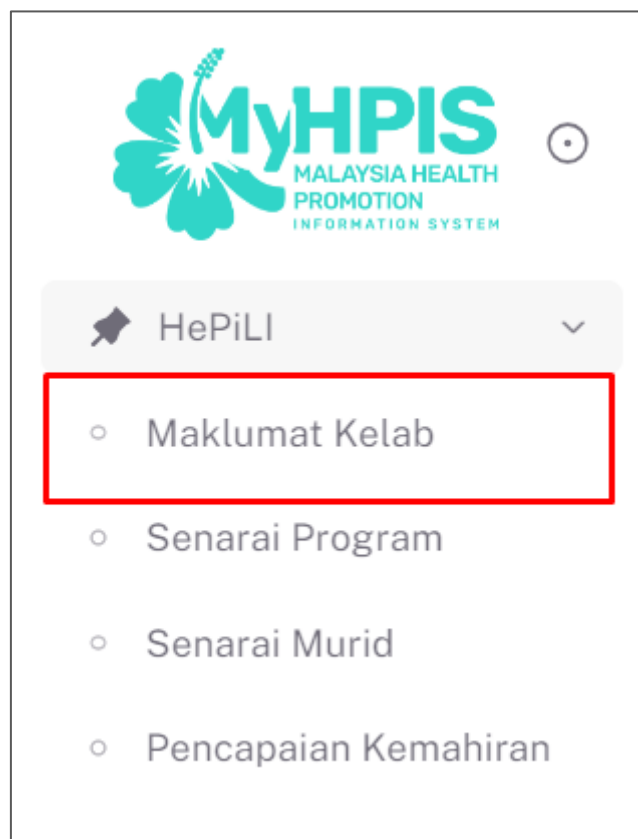 MyHPIS
MALAYSIA HEALTH
PROMOTION
INFORMATION SYSTEM
HePiLI
Maklumat Kelab
Senarai Program
Senarai Murid
Pencapaian Kemahiran